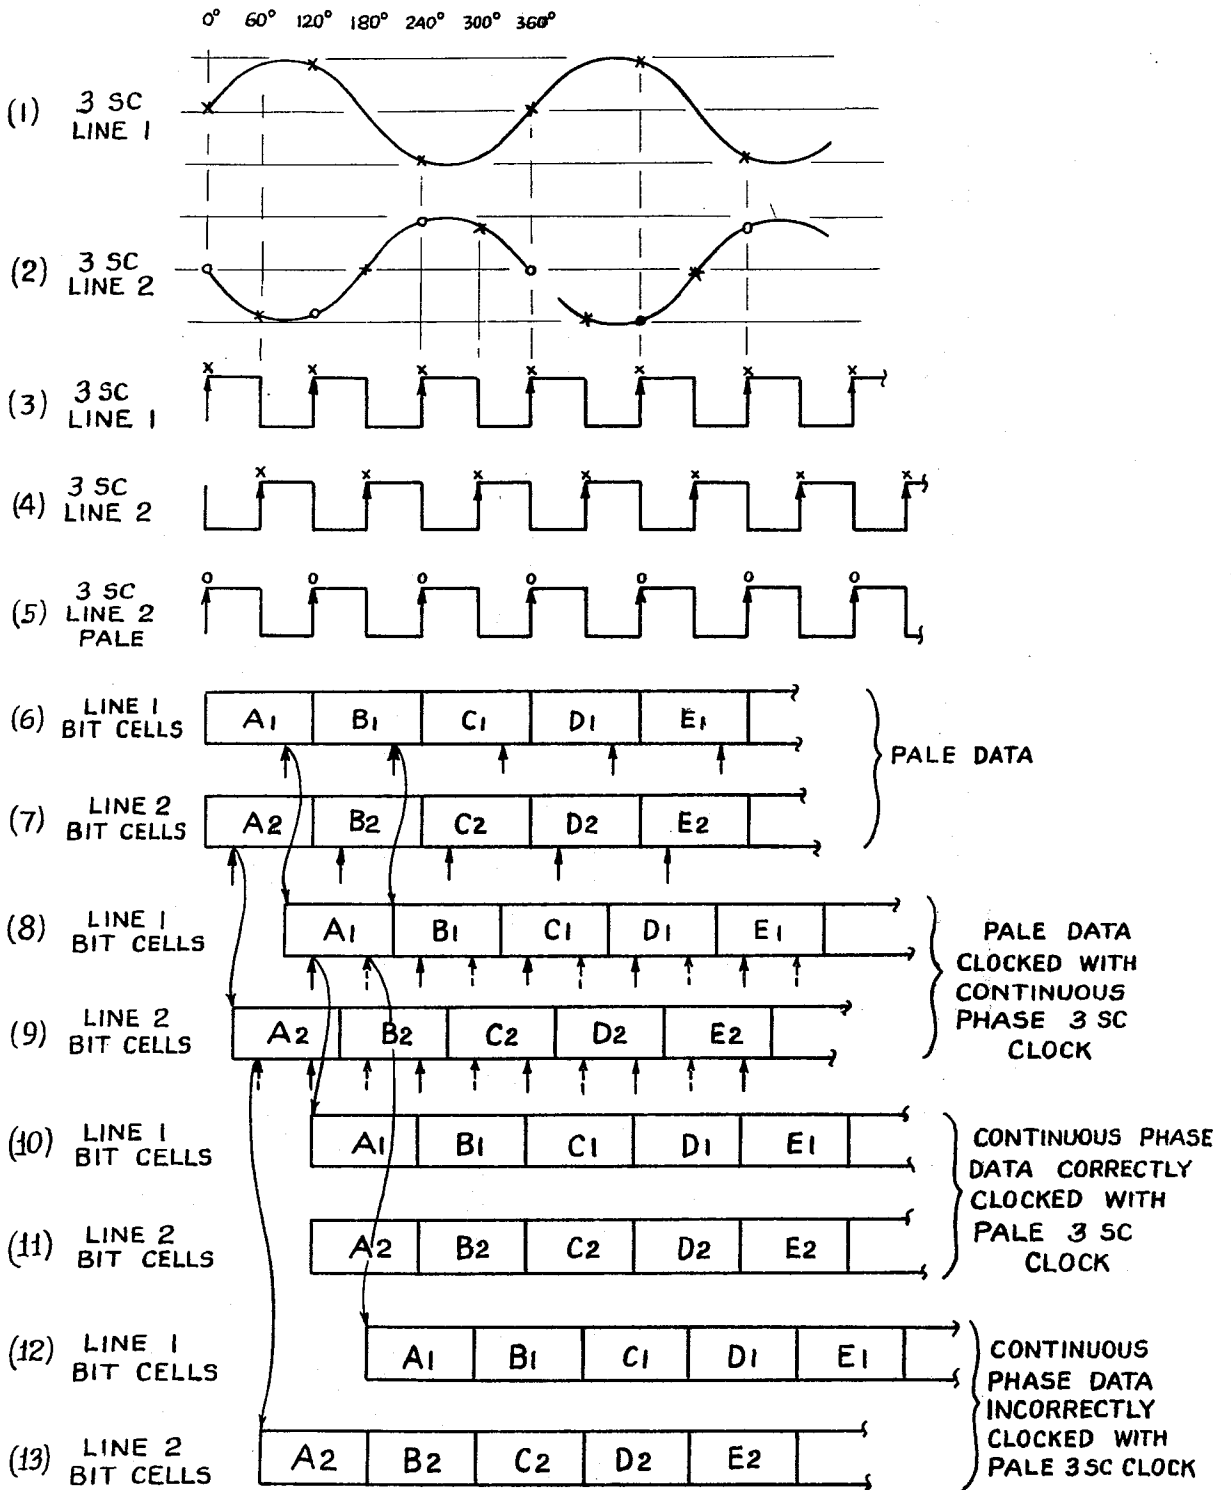 0° 60° 120° 180° 240° 300° 360°
(1) 3 SC
LINE 1
(2) 3 SC
LINE 2
(3) 3 SC
LINE 1
(4) 3 SC
LINE 2
(5) 3 SC
LINE 2
PALE
(6) LINE 1
BIT CELLS
A1 B1 C1 D1 E1
(7) LINE 2
BIT CELLS
A2 B2 C2 D2 E2
PALE DATA
(8) LINE 1
BIT CELLS
A1 B1 C1 D1 E1
(9) LINE 2
BIT CELLS
A2 B2 C2 D2 E2
PALE DATA
CLOCKED WITH
CONTINUOUS
PHASE 3 SC
CLOCK
(10) LINE 1
BIT CELLS
A1 B1 C1 D1 E1
(11) LINE 2
BIT CELLS
A2 B2 C2 D2 E2
CONTINUOUS PHASE
DATA CORRECTLY
CLOCKED WITH
PALE 3 SC
CLOCK
(12) LINE 1
BIT CELLS
A1 B1 C1 D1 E1
(13) LINE 2
BIT CELLS
A2 B2 C2 D2 E2
CONTINUOUS
PHASE DATA
INCORRECTLY
CLOCKED WITH
PALE 3SC CLOCK